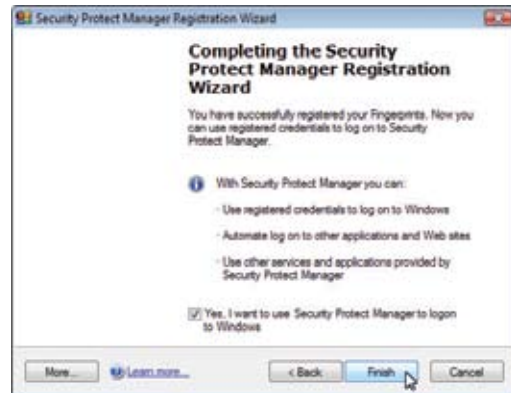 Security Protect Manager Registration Wizard
Completing the Security
Protect Manager Registration
Wizard
You have successfully registered your Fingerprints. Now you
can use registered credentials to log on to Security
Protect Manager.
With Security Protect Manager you can:
· Use registered credentials to log on to Windows
· Automate log on to other applications and Web sites
· Use other services and applications provided by
Security Protect Manager
Yes, I want to use Security Protect Manager to logon
to Windows
More... Learn more... < Back Finish Cancel